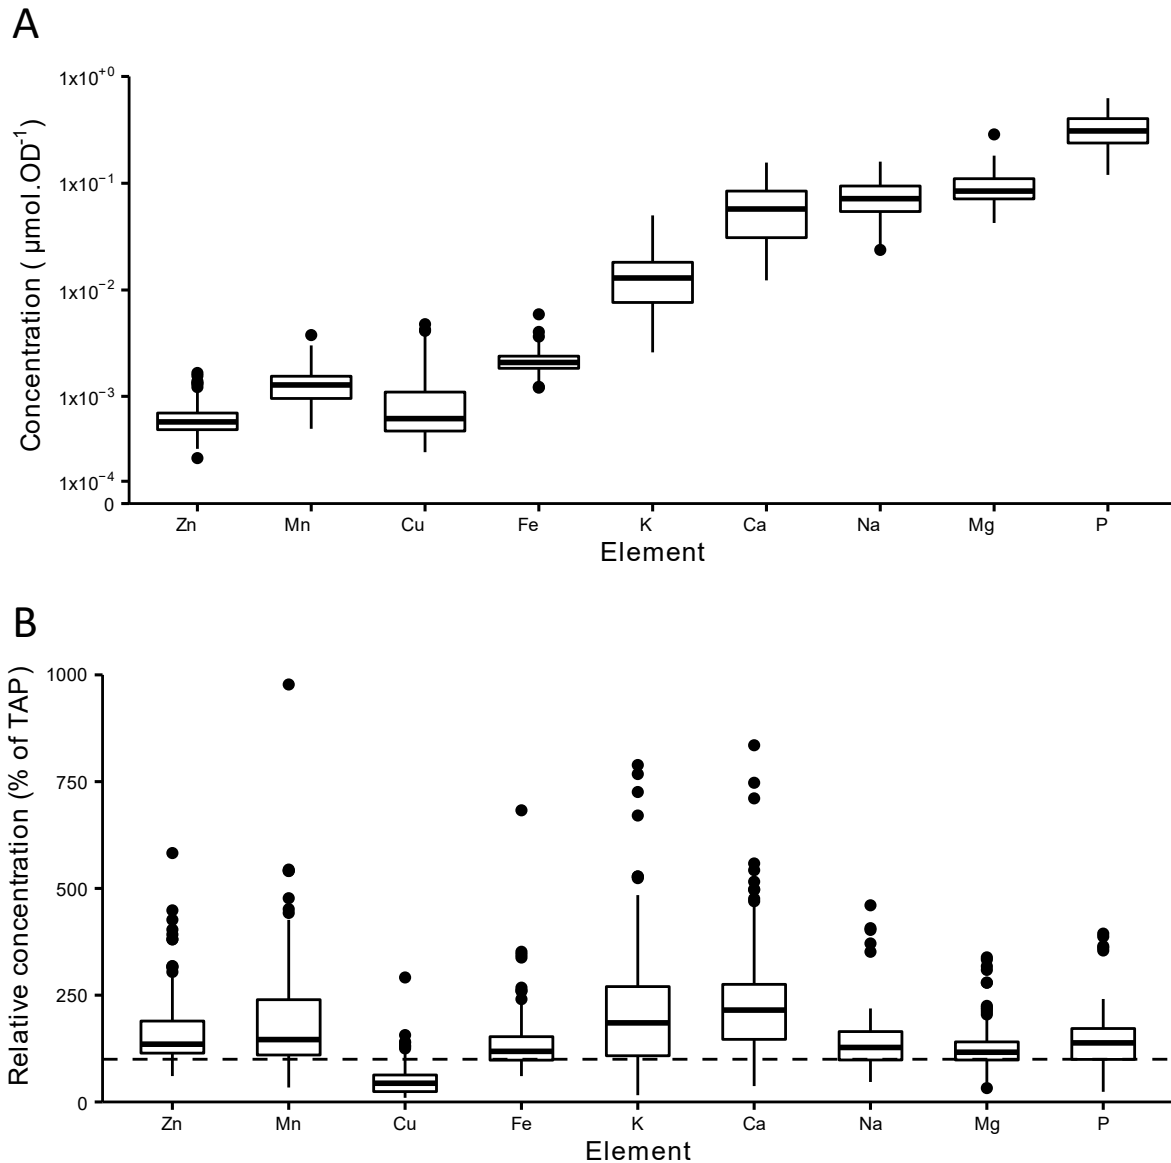 A
Concentration ( µmol.OD⁻¹)
1x10⁺⁰
1x10⁻¹
1x10⁻²
1x10⁻³
1x10⁻⁴
0
Zn Mn Cu Fe K Ca Na Mg P
Element
B
Relative concentration (% of TAP)
1000
750
500
250
0
Zn Mn Cu Fe K Ca Na Mg P
Element